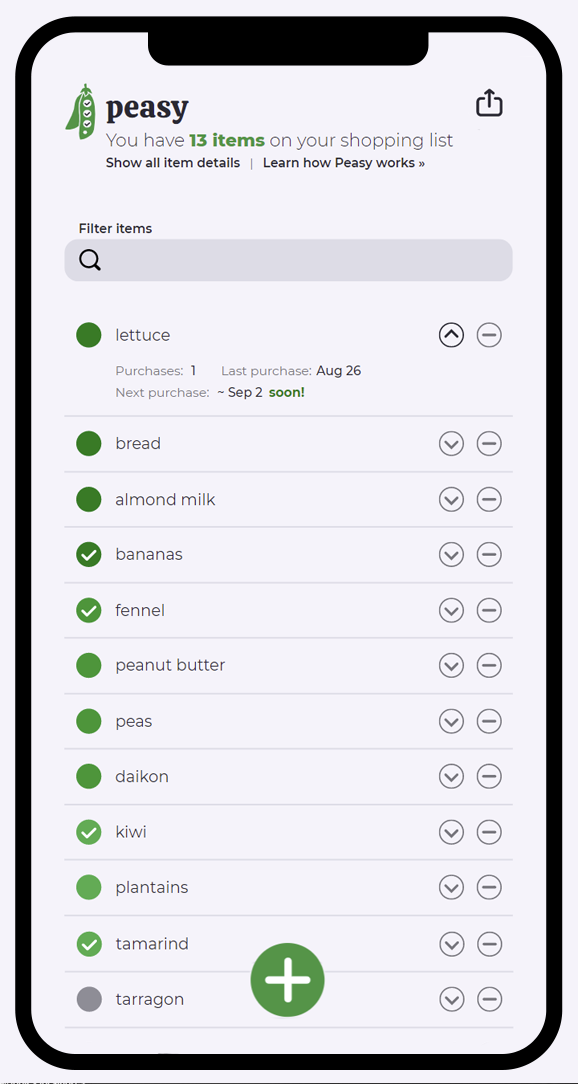 peasy
You have 13 items on your shopping list
Show all item details | Learn how Peasy works »
Filter items
lettuce
Purchases: 1 Last purchase: Aug 26
Next purchase: ~ Sep 2 soon!
bread
almond milk
bananas
fennel
peanut butter
peas
daikon
kiwi
plantains
tamarind
tarragon